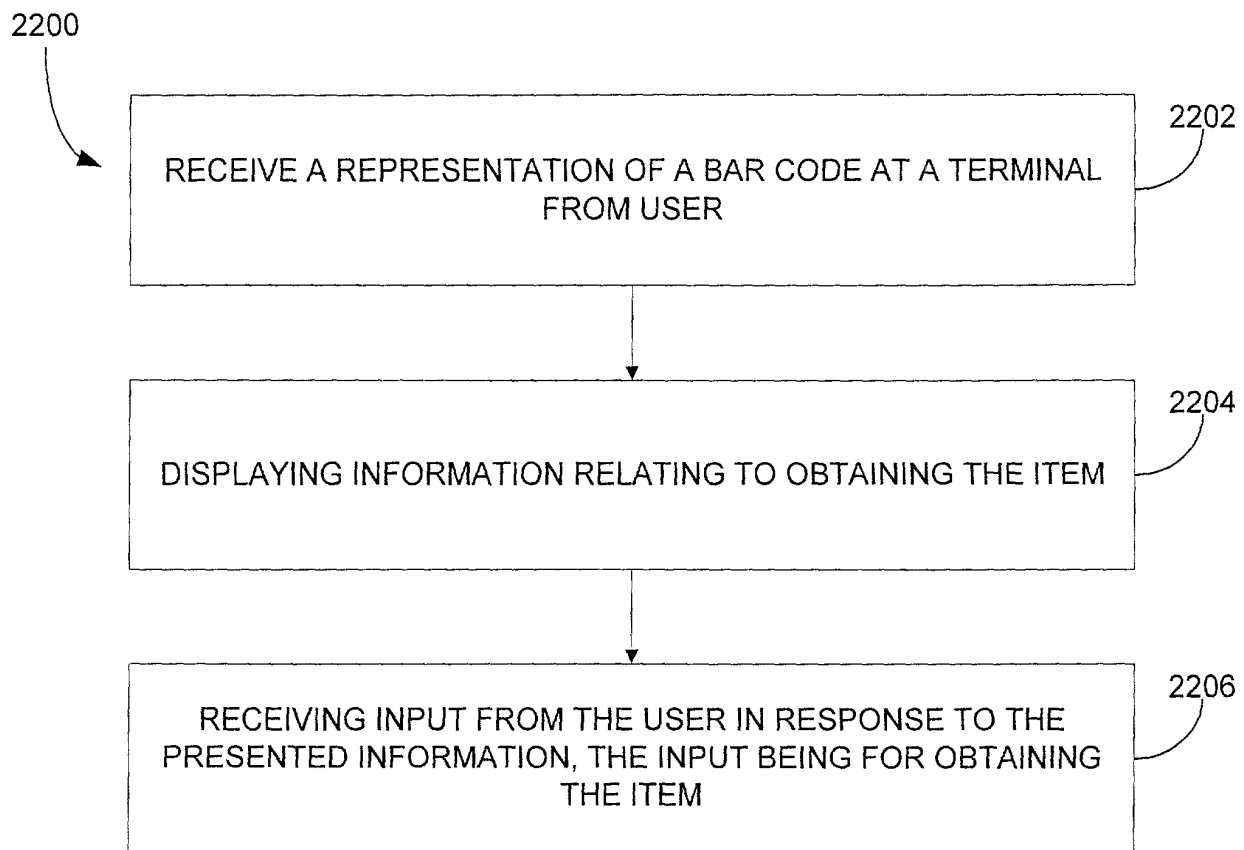 2200
2202
RECEIVE A REPRESENTATION OF A BAR CODE AT A TERMINAL
FROM USER
2204
DISPLAYING INFORMATION RELATING TO OBTAINING THE ITEM
2206
RECEIVING INPUT FROM THE USER IN RESPONSE TO THE
PRESENTED INFORMATION, THE INPUT BEING FOR OBTAINING
THE ITEM